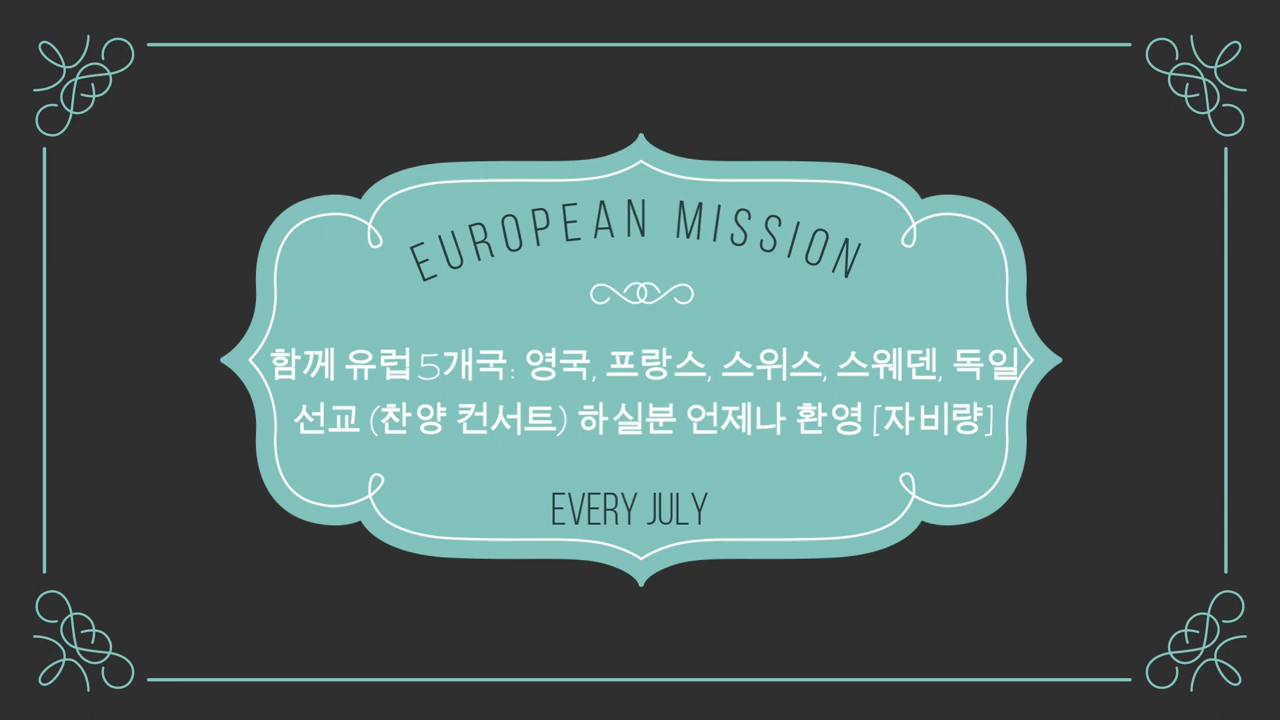 EUROPEAN MISSION
함께 유럽 5개국: 영국, 프랑스, 스위스, 스웨덴, 독일
선교 (찬양 컨서트) 하실분 언제나 환영 [자비량]
EVERY JULY